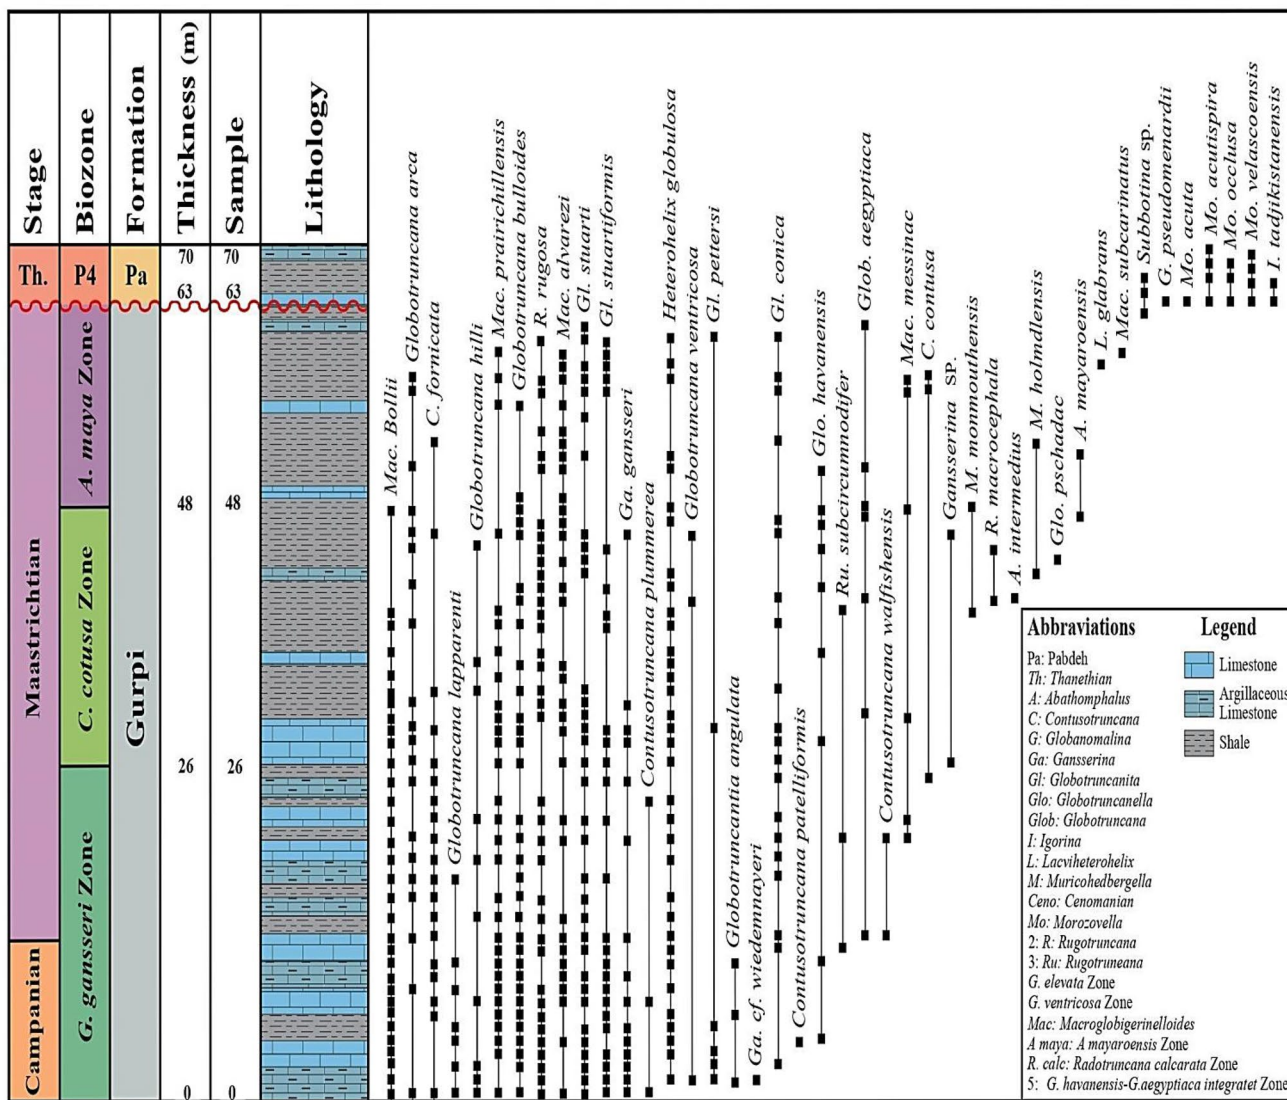 Stage
Biozone
Formation
Thickness (m)
Sample
Lithology
Th.
P4
Pa
70
70
63
63
Maastrichtian
Campanian
A. maya Zone
C. cotusa Zone
G. gansseri Zone
Gurpi
48
48
26
26
0
0
Mac. Bollii
Globotruncana arca
C. fornicata
Globotruncana lapparenti
Globotruncana hilli
Mac. prairichillensis
Globotruncana bulloides
R. rugosa
Mac. alvarezi
Gl. stuarti
Gl. stuartiformis
Ga. gansseri
Contusotruncana plummerea
Heterohelix globulosa
Globotruncana ventricosa
Gl. pettersi
Globotruncantia angulata
Ga. cf. wiedemnayeri
Gl. conica
Contusotruncana patelliformis
Glo. havanensis
Ru. subcircumnodifer
Glob. aegyptiaca
Contusotruncana walfishensis
Mac. messinac
C. contusa
Gansserina SP.
M. monmouthensis
R. macrocephala
A. intermedius
M. holmdlensis
Glo. pschadac
A. mayaroensis
L. glabrans
Mac. subcarinatus
Subbotina sp.
G. pseudomenardii
Mo. acuta
Mo. acutispira
Mo. occlusa
Mo. velascoensis
I. tadjikistanensis
Abbraviations
Pa: Pabdeh
Th: Thanethian
A: Abathomphalus
C: Contusotruncana
G: Globanomalina
Ga: Gansserina
Gl: Globotruncanita
Glo: Globotruncanella
Glob: Globotruncana
I: Igorina
L: Lacviheterohelix
M: Muricohedbergella
Ceno: Cenomanian
Mo: Morozovella
2: R: Rugotruncana
3: Ru: Rugotruneana
G. elevata Zone
G. ventricosa Zone
Mac: Macroglobigerinelloides
A maya: A mayaroensis Zone
R. calc: Radotruncana calcarata Zone
5: G. havanensis-G.aegyptiaca integratet Zone
Legend
Limestone
Argillaceous
Limestone
Shale